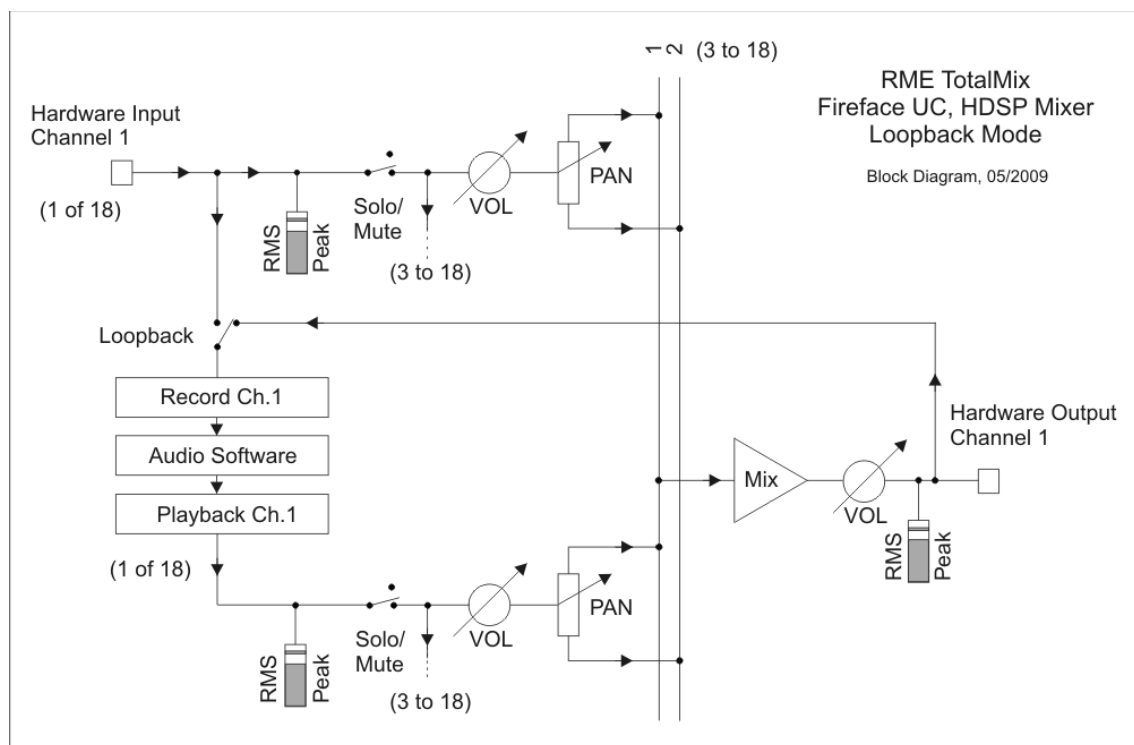 1
2
(3 to 18)
RME TotalMix
Fireface UC, HDSP Mixer
Loopback Mode
Block Diagram, 05/2009
Hardware Input
Channel 1
(1 of 18)
RMS
Peak
Solo/
Mute
(3 to 18)
VOL
PAN
Loopback
Record Ch.1
Audio Software
Playback Ch.1
(1 of 18)
Mix
VOL
Hardware Output
Channel 1
RMS
Peak
RMS
Peak
Solo/
Mute
(3 to 18)
VOL
PAN